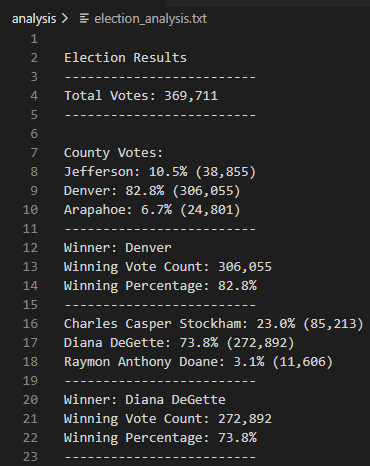 analysis > election_analysis.txt
1
2 Election Results
3 -------------------------
4 Total Votes: 369,711
5 -------------------------
6
7 County Votes:
8 Jefferson: 10.5% (38,855)
9 Denver: 82.8% (306,055)
10 Arapahoe: 6.7% (24,801)
11 -------------------------
12 Winner: Denver
13 Winning Vote Count: 306,055
14 Winning Percentage: 82.8%
15 -------------------------
16 Charles Casper Stockham: 23.0% (85,213)
17 Diana DeGette: 73.8% (272,892)
18 Raymon Anthony Doane: 3.1% (11,606)
19 -------------------------
20 Winner: Diana DeGette
21 Winning Vote Count: 272,892
22 Winning Percentage: 73.8%
23 -------------------------